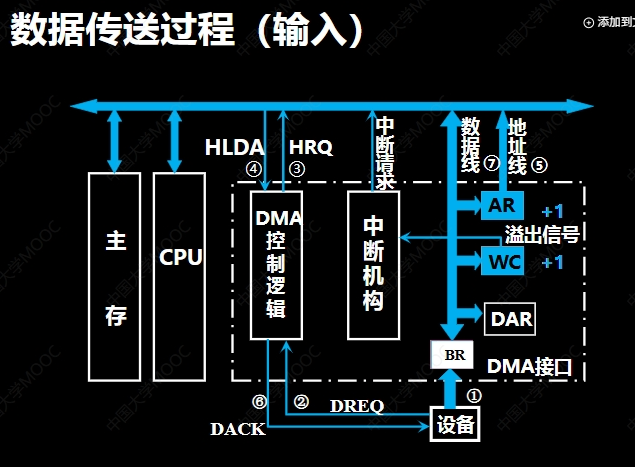 数据传送过程（输入）
添加到
HLDA
④
HRQ
③
中断请求
数据线
⑦
地址线
⑤
主存
CPU
DMA控制逻辑
中断机构
AR
+1
溢出信号
WC
+1
DAR
BR
DMA接口
①
⑥
②
DREQ
DACK
设备
中国大学MOOC